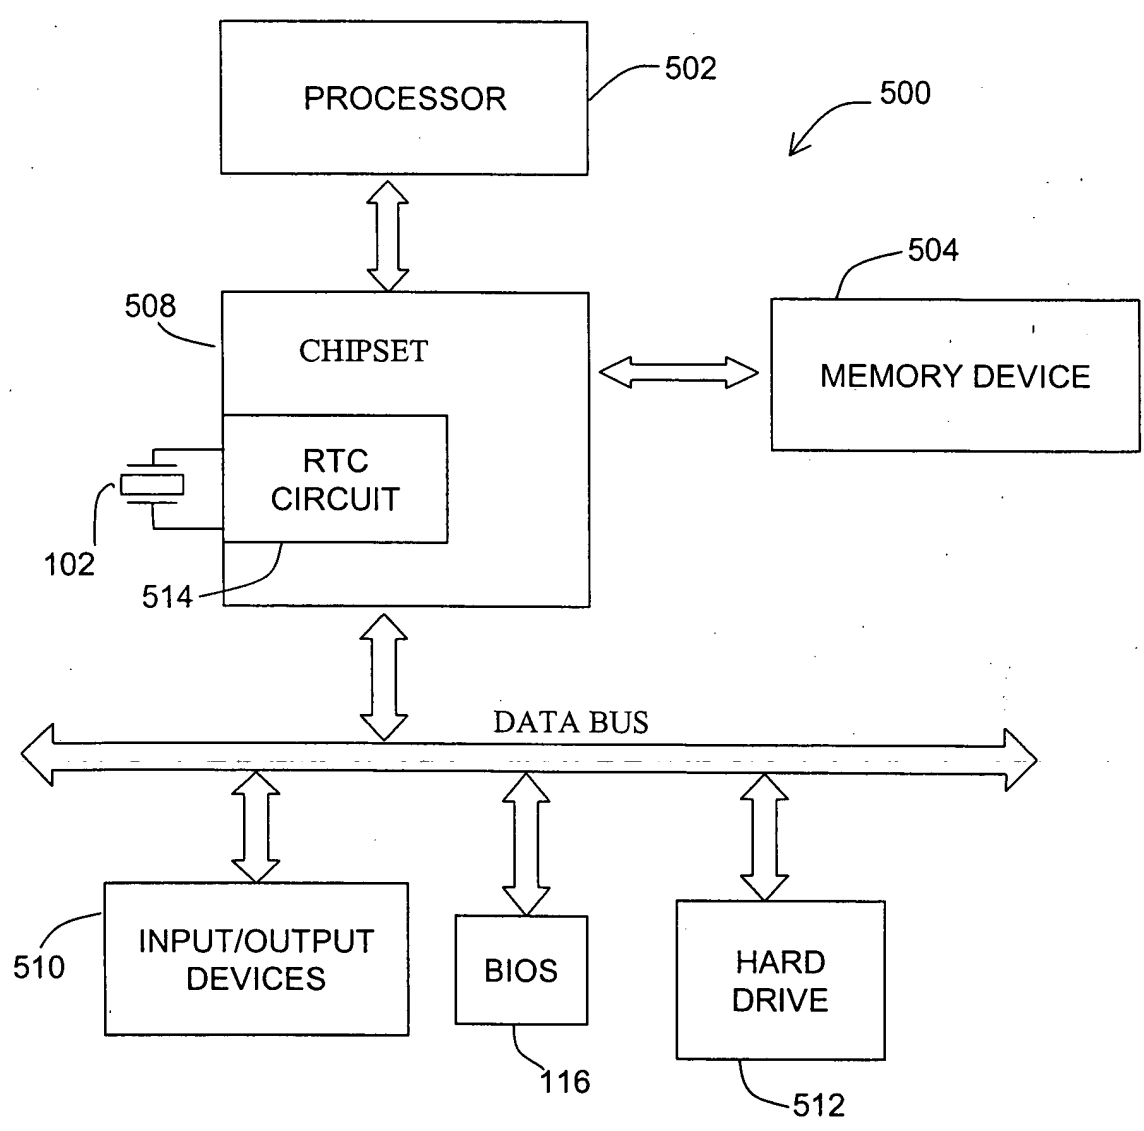 PROCESSOR
502
500
504
508
CHIPSET
MEMORY DEVICE
RTC
CIRCUIT
102
514
DATA BUS
INPUT/OUTPUT
DEVICES
510
BIOS
116
HARD
DRIVE
512